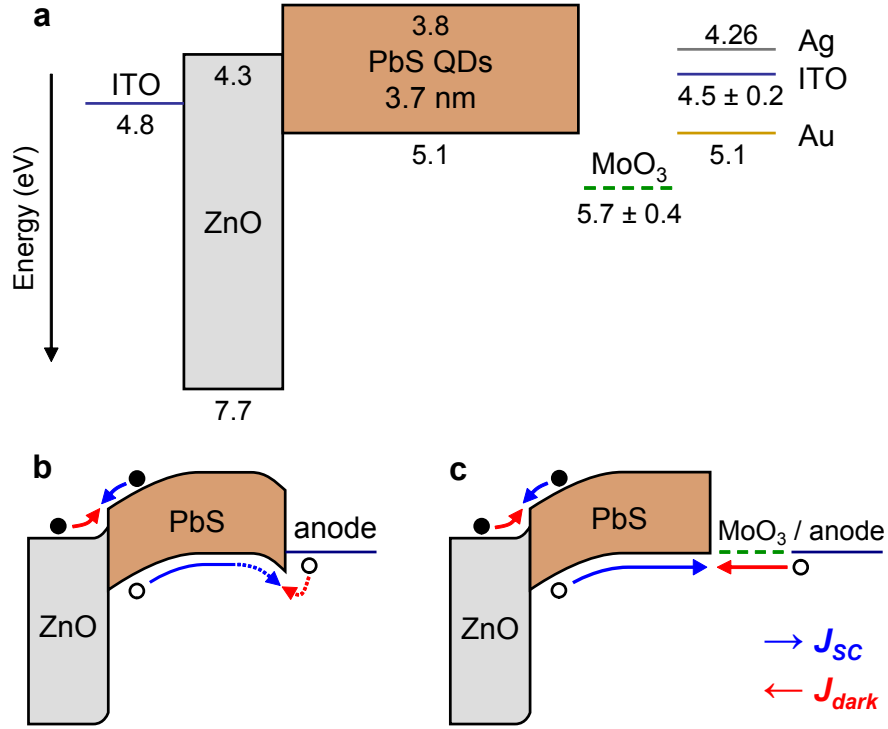 a
3.8
PbS QDs
3.7 nm
4.3
ITO
4.8
4.26
Ag
ITO
4.5 ± 0.2
Au
5.1
5.1
MoO₃
5.7 ± 0.4
Energy (eV)
ZnO
7.7
b
PbS
anode
ZnO
c
PbS
MoO₃ / anode
ZnO
→ J_SC
← J_dark